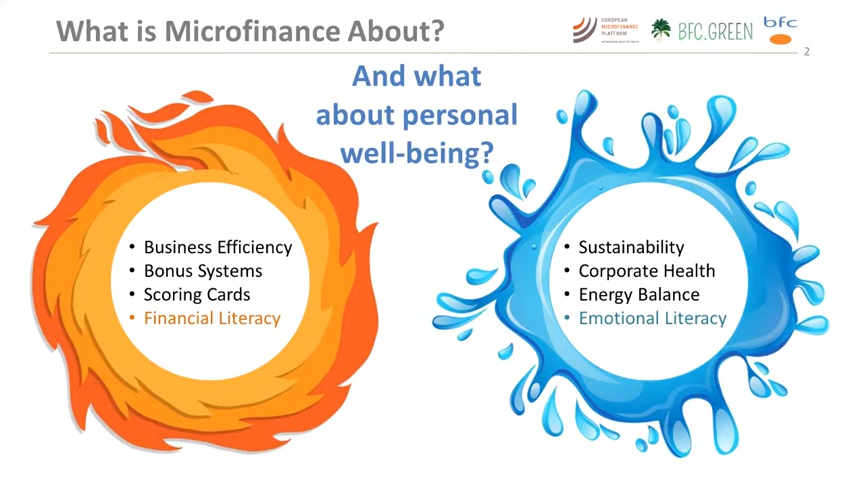 What is Microfinance About?
EUROPEAN
MICROFINANCE
PLATFORM
BFC.GREEN
bfc
2
And what
about personal
well-being?
• Business Efficiency
• Bonus Systems
• Scoring Cards
• Financial Literacy
• Sustainability
• Corporate Health
• Energy Balance
• Emotional Literacy